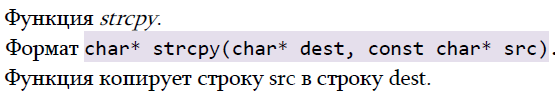 Функция strcpy.
Формат char* strcpy(char* dest, const char* src).
Функция копирует строку src в строку dest.